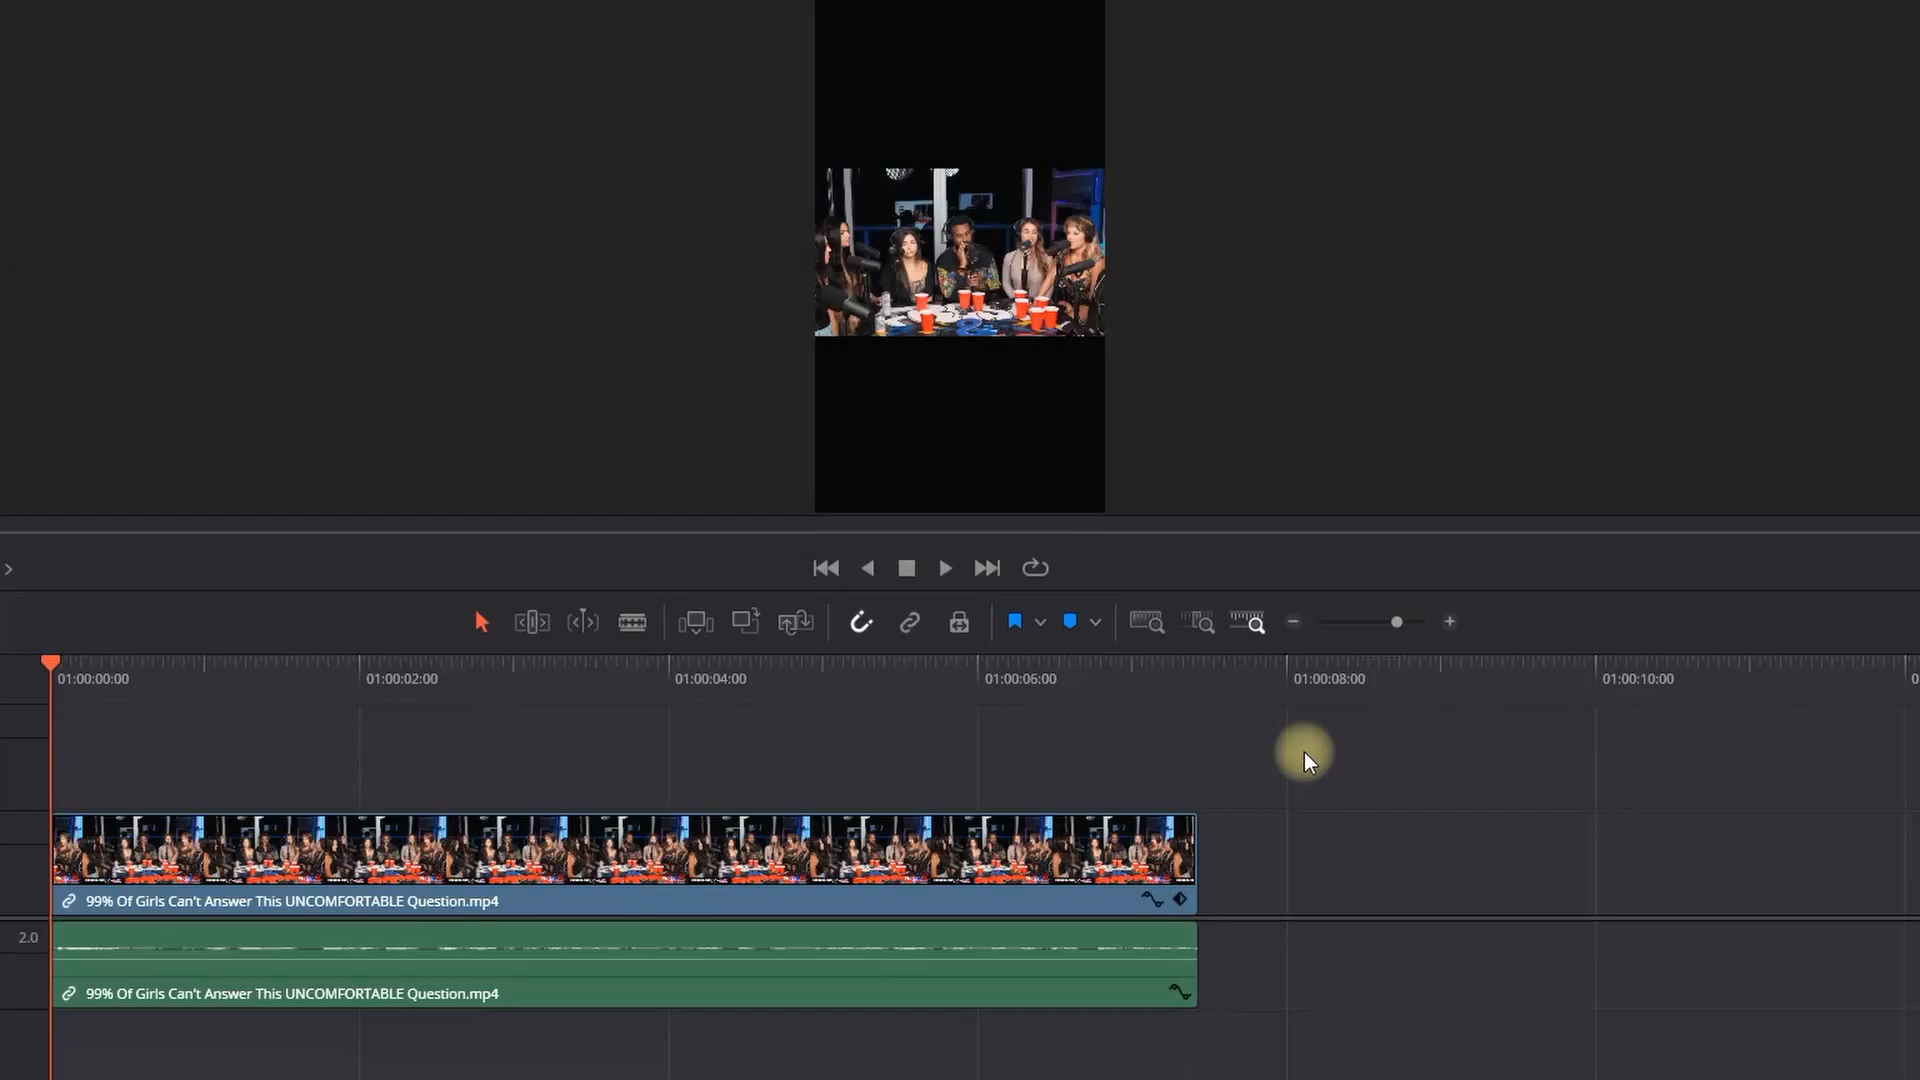 01:00:00:00 01:00:02:00 01:00:04:00 01:00:06:00 01:00:08:00 01:00:10:00 0
99% Of Girls Can't Answer This UNCOMFORTABLE Question.mp4
2.0
99% Of Girls Can't Answer This UNCOMFORTABLE Question.mp4